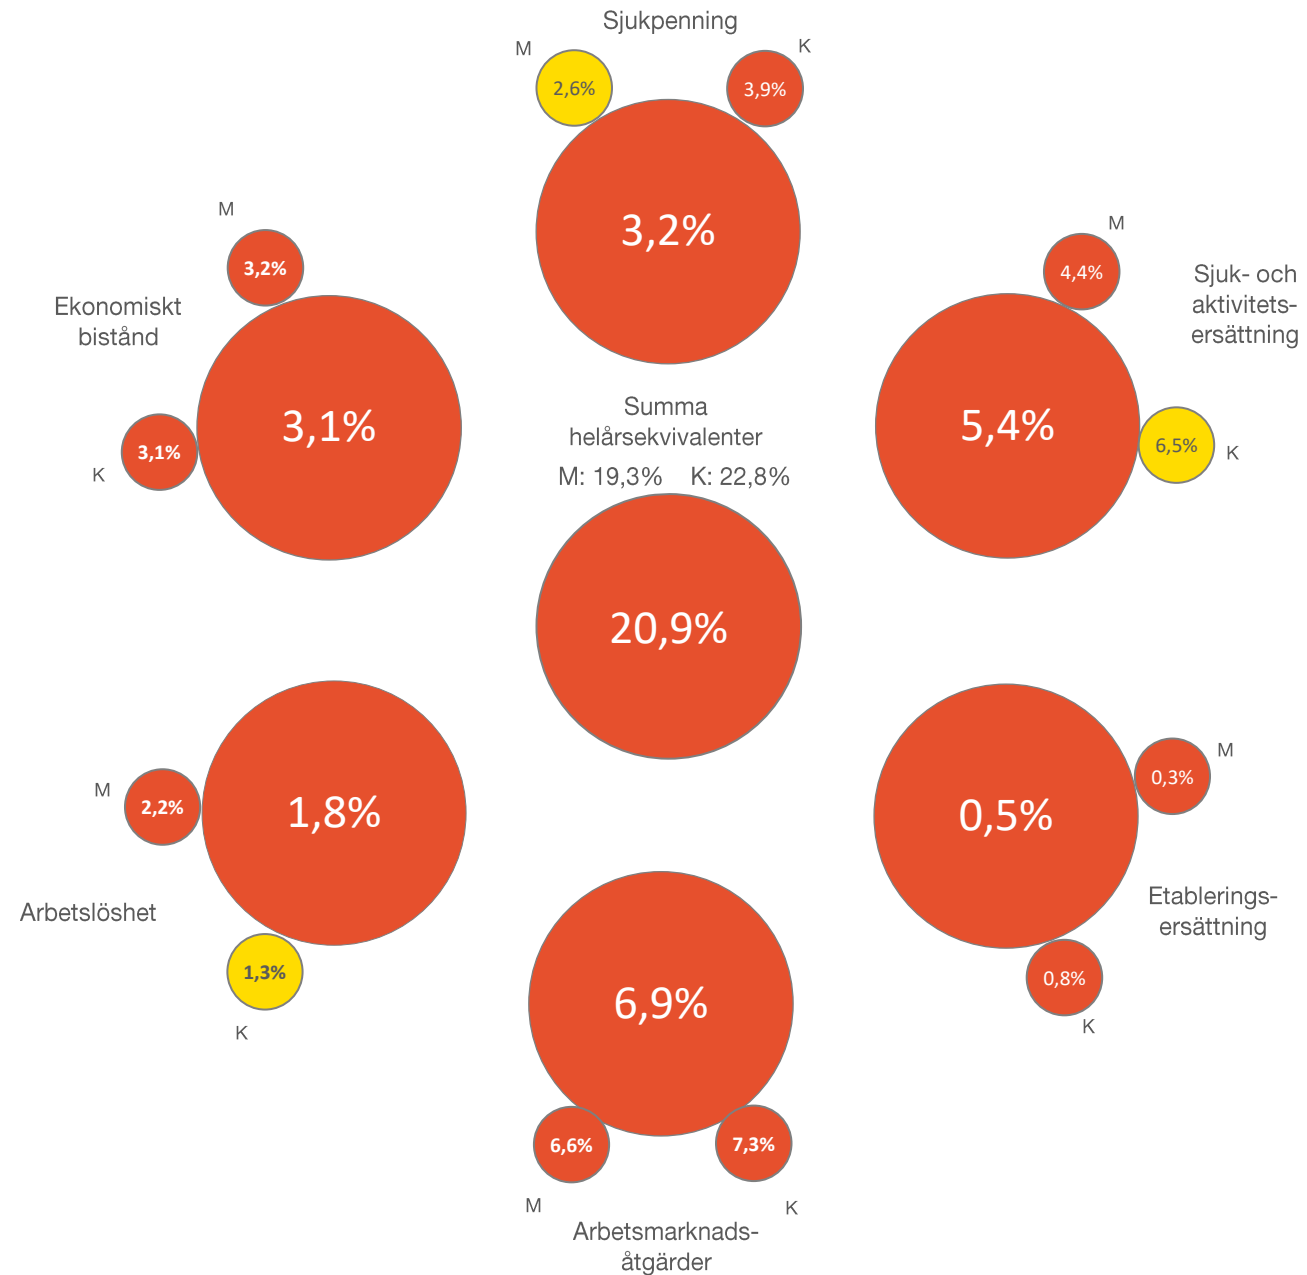 Sjukpenning
M
K
2,6%
3,9%
3,2%
M
3,2%
Ekonomiskt
bistånd
3,1%
3,1%
K
M
4,4%
Sjuk- och
aktivitets-
ersättning
5,4%
6,5%
K
Summa
helårsekvivalenter
M: 19,3% K: 22,8%
20,9%
M
2,2%
1,8%
Arbetslöshet
1,3%
K
M
0,3%
0,5%
Etablerings-
ersättning
0,8%
K
6,9%
6,6%
7,3%
M
K
Arbetsmarknads-
åtgärder